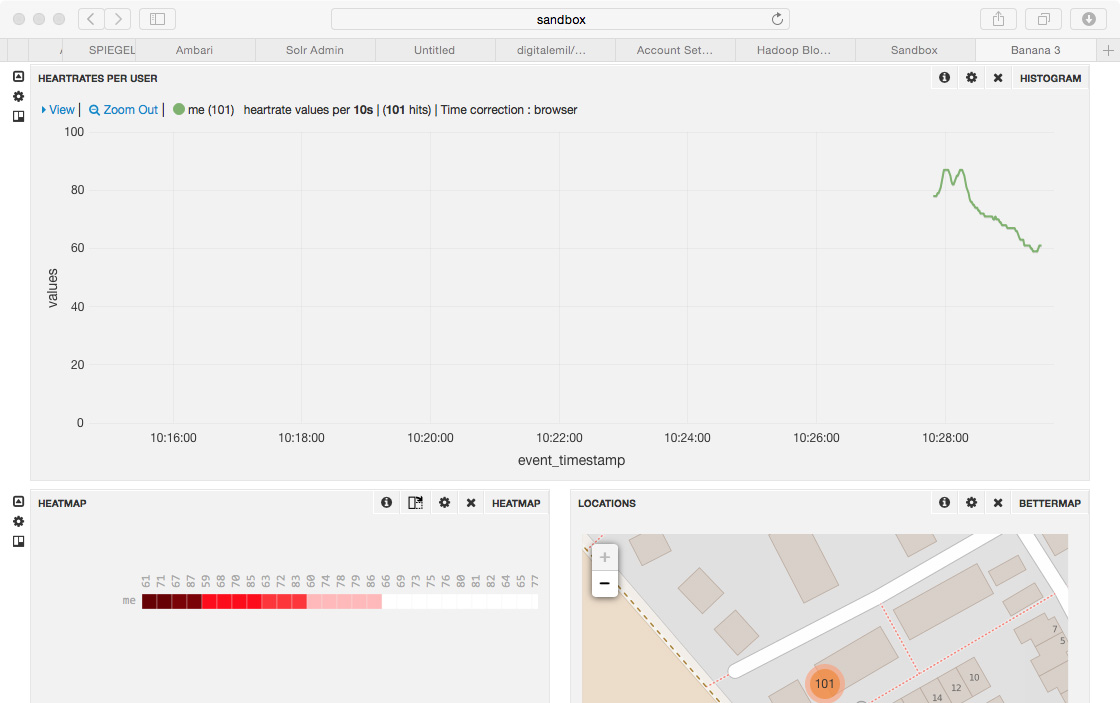 sandbox
SPIEGEL
Ambari
Solr Admin
Untitled
digitalemil/…
Account Set…
Hadoop Blo…
Sandbox
Banana 3
HEARTRATES PER USER
HISTOGRAM
View | Zoom Out | me (101) heartrate values per 10s | (101 hits) | Time correction : browser
100
80
60
40
20
0
values
10:16:00 10:18:00 10:20:00 10:22:00 10:24:00 10:26:00 10:28:00
event_timestamp
HEATMAP
HEATMAP
61 71 67 87 59 68 70 85 63 72 83 60 74 78 79 86 66 69 73 75 76 80 81 82 84 64 65 77
me
LOCATIONS
BETTERMAP
+
−
7
5
101
10
12
14